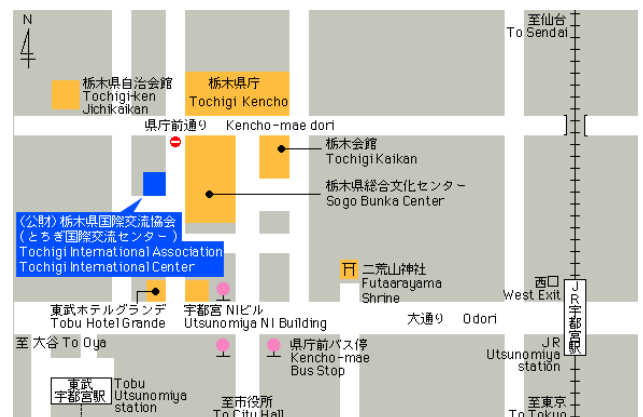 N
至仙台
To Sendai
栃木県自治会館
Tochigi-ken
Jichikaikan
栃木県庁
Tochigi Kencho
県庁前通り Kencho-mae dori
栃木会館
Tochigi Kaikan
栃木県総合文化センター
Sogo Bunka Center
(公財)栃木県国際交流協会
(とちぎ国際交流センター)
Tochigi International Association
Tochigi International Center
二荒山神社
Futaarayama
Shrine
西口
West Exit
JR宇都宮駅
東武ホテルグランデ
Tobu Hotel Grande
宇都宮NIビル
Utsunomiya NI Building
大通り Odori
至 大谷 To Oya
県庁前バス停
Kencho-mae
Bus Stop
JR
Utsunomiya
station
東武
宇都宮駅
Tobu
Utsunomiya
station
至市役所
To City Hall
至東京
To Tokyo